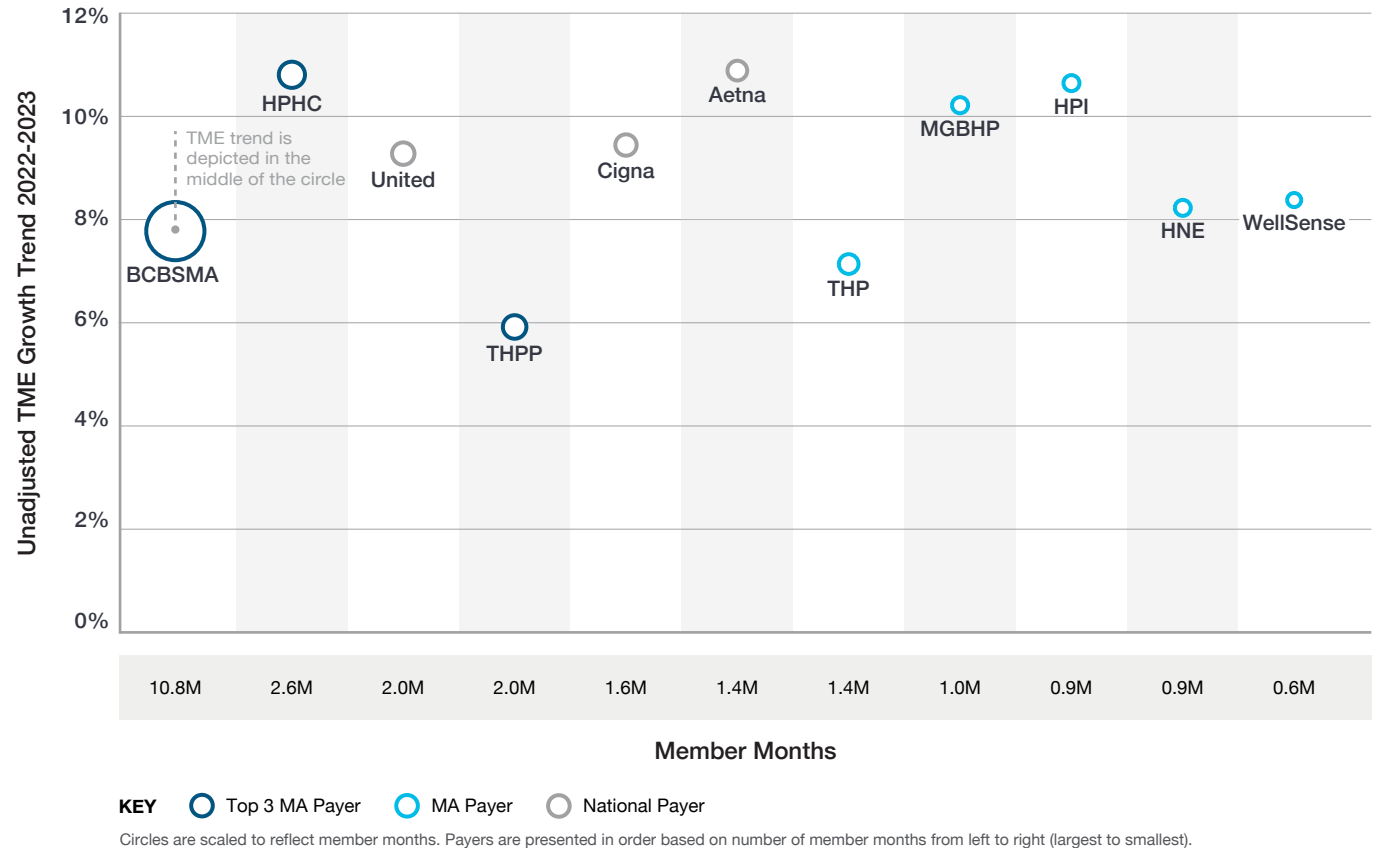 12%
10%
8%
6%
4%
2%
0%
Unadjusted TME Growth Trend 2022-2023
TME trend is
depicted in the
middle of the circle
BCBSMA
HPHC
United
THPP
Cigna
Aetna
THP
MGBHP
HPI
HNE
WellSense
10.8M 2.6M 2.0M 2.0M 1.6M 1.4M 1.4M 1.0M 0.9M 0.9M 0.6M
Member Months
KEY Top 3 MA Payer MA Payer National Payer
Circles are scaled to reflect member months. Payers are presented in order based on number of member months from left to right (largest to smallest).